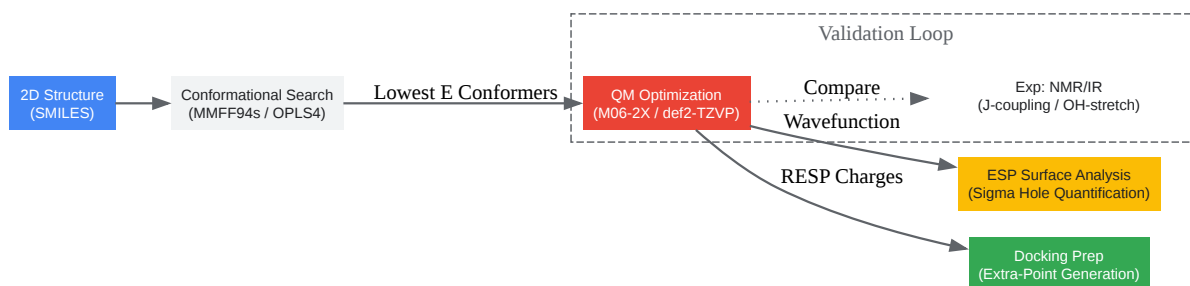 Validation Loop
2D Structure
(SMILES)
Conformational Search
(MMFF94s / OPLS4)
Lowest E Conformers
QM Optimization
(M06-2X / def2-TZVP)
Compare
Exp: NMR/IR
(J-coupling / OH-stretch)
Wavefunction
RESP Charges
ESP Surface Analysis
(Sigma Hole Quantification)
Docking Prep
(Extra-Point Generation)